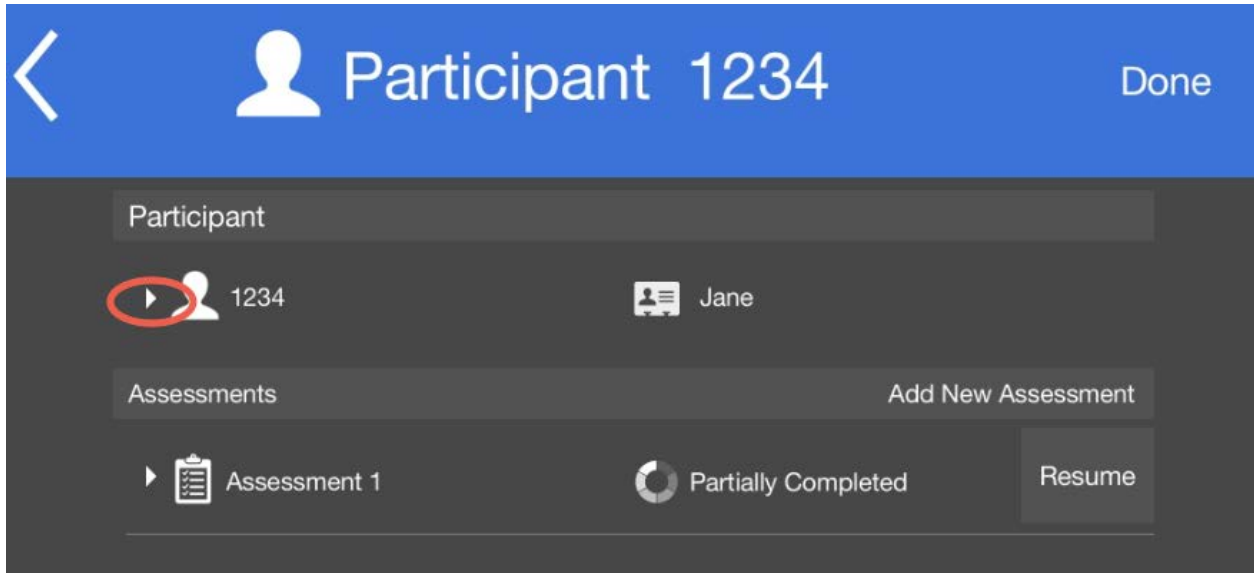 Participant 1234
Done
Participant
1234 Jane
Assessments Add New Assessment
Assessment 1 Partially Completed Resume